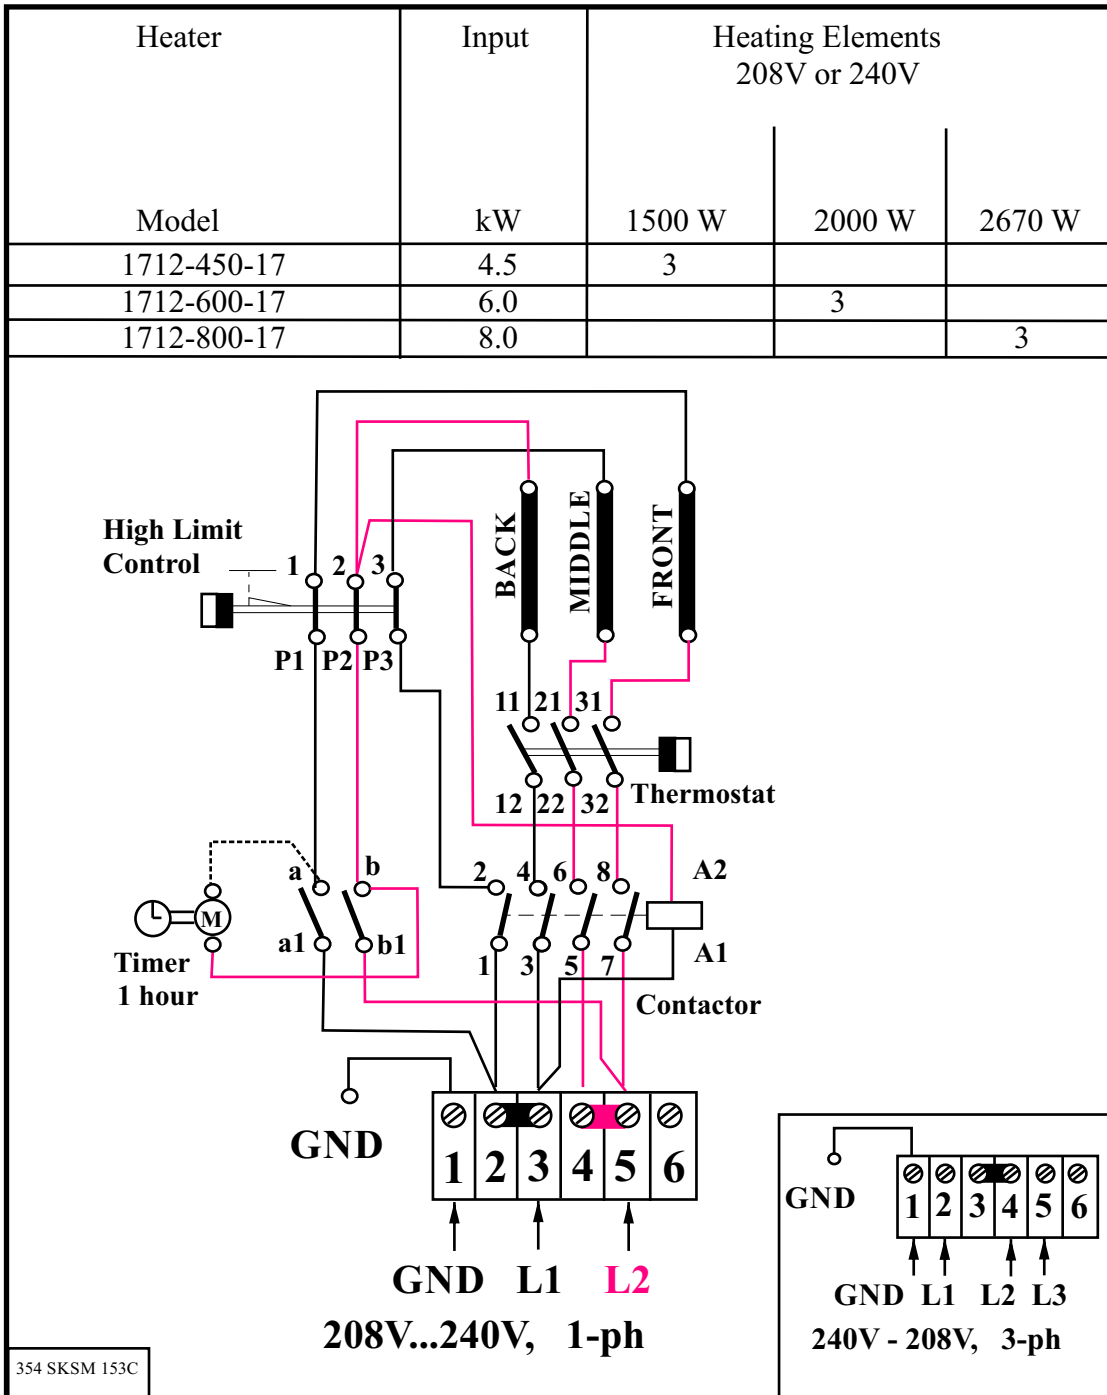 Heater Input Heating Elements
208V or 240V
Model kW 1500 W 2000 W 2670 W
1712-450-17 4.5 3
1712-600-17 6.0 3
1712-800-17 8.0 3
BACK
MIDDLE
FRONT
High Limit
Control
1 2 3
P1 P2 P3
11 21 31
12 22 32
Thermostat
a b
2 4 6 8
A2
M
a1 b1
1 3 5 7
A1
Timer
1 hour
Contactor
GND
1 2 3 4 5 6
GND L1 L2
208V...240V, 1-ph
GND
1 2 3 4 5 6
GND L1 L2 L3
240V - 208V, 3-ph
354 SKSM 153C